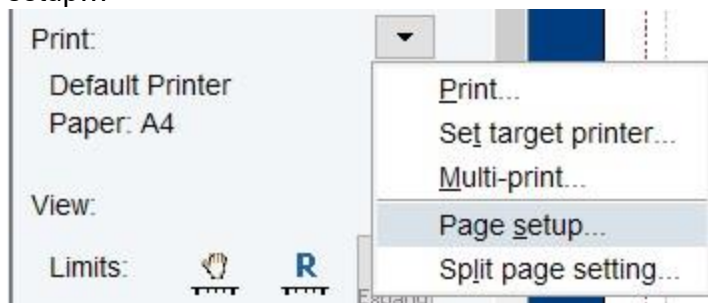 Print:
Default Printer
Paper: A4
View:
Limits:
R
Print...
Set target printer...
Multi-print...
Page setup...
Split page setting...